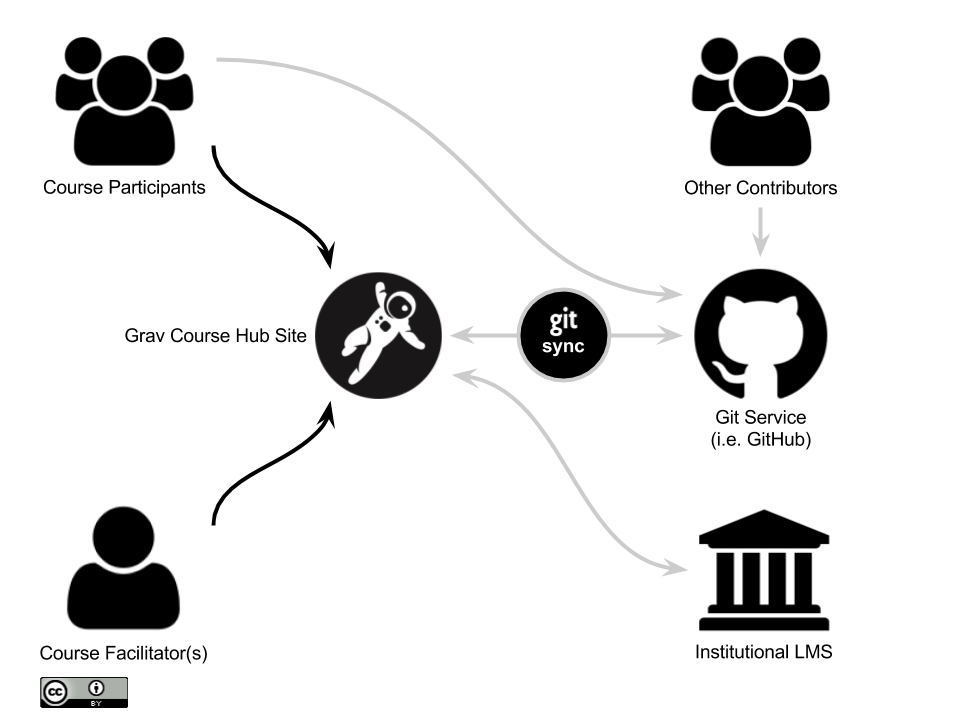 Course Participants
Other Contributors
Grav Course Hub Site
git
sync
Git Service
(i.e. GitHub)
Course Facilitator(s)
Institutional LMS
cc
BY